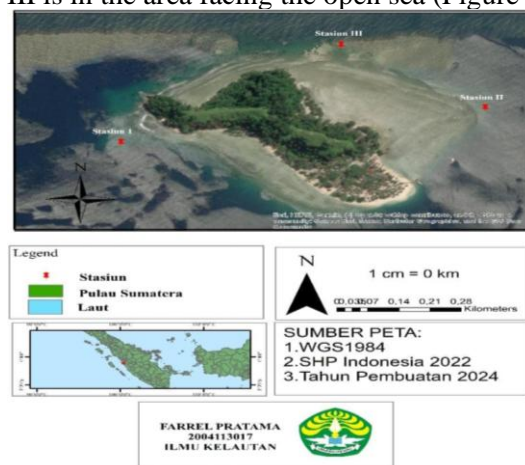 III is in the area facing the open sea (Figure
Stasiun III
Stasiun II
Stasiun I
N
Legend
Stasiun
Pulau Sumatera
Laut
N
1 cm = 0 km
0,14 0,21 0,28
Kilometers
SUMBER PETA:
1.WGS1984
2.SHP Indonesia 2022
3.Tahun Pembuatan 2024
FARREL PRATAMA
2004113017
ILMU KELAUTAN